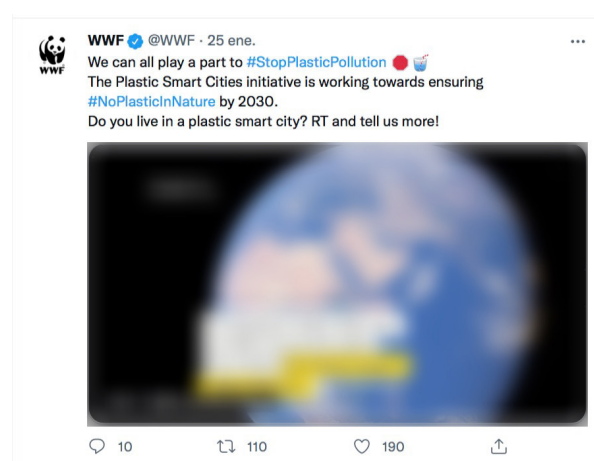 WWF @WWF · 25 ene.
We can all play a part to #StopPlasticPollution
The Plastic Smart Cities initiative is working towards ensuring
#NoPlasticInNature by 2030.
Do you live in a plastic smart city? RT and tell us more!
WWF
10 110 190